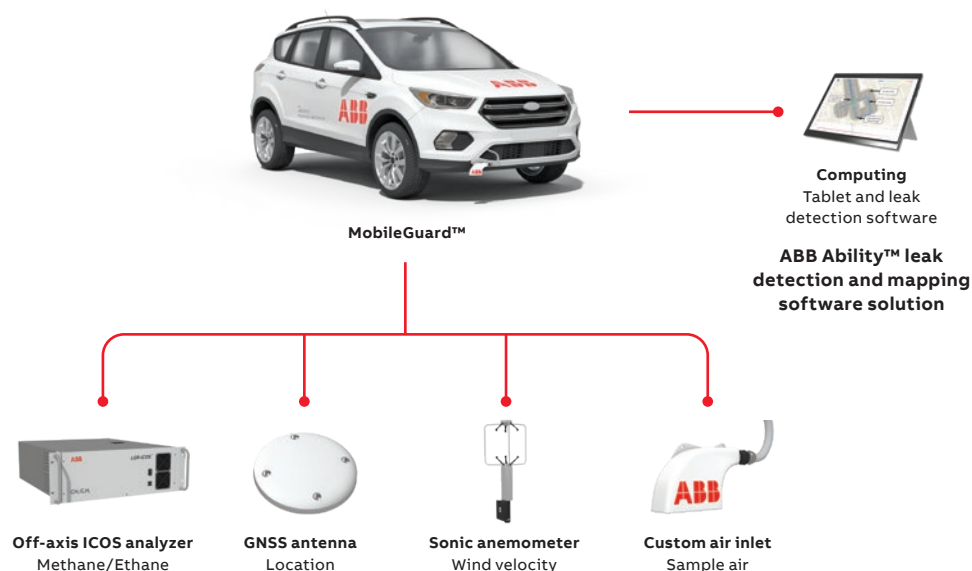 ABB
ABB
ABB
MobileGuard™
Computing
Tablet and leak
detection software
ABB Ability™ leak
detection and mapping
software solution
ABB
LGR-ICOS
ABB
Off-axis ICOS analyzer
Methane/Ethane
GNSS antenna
Location
Sonic anemometer
Wind velocity
Custom air inlet
Sample air